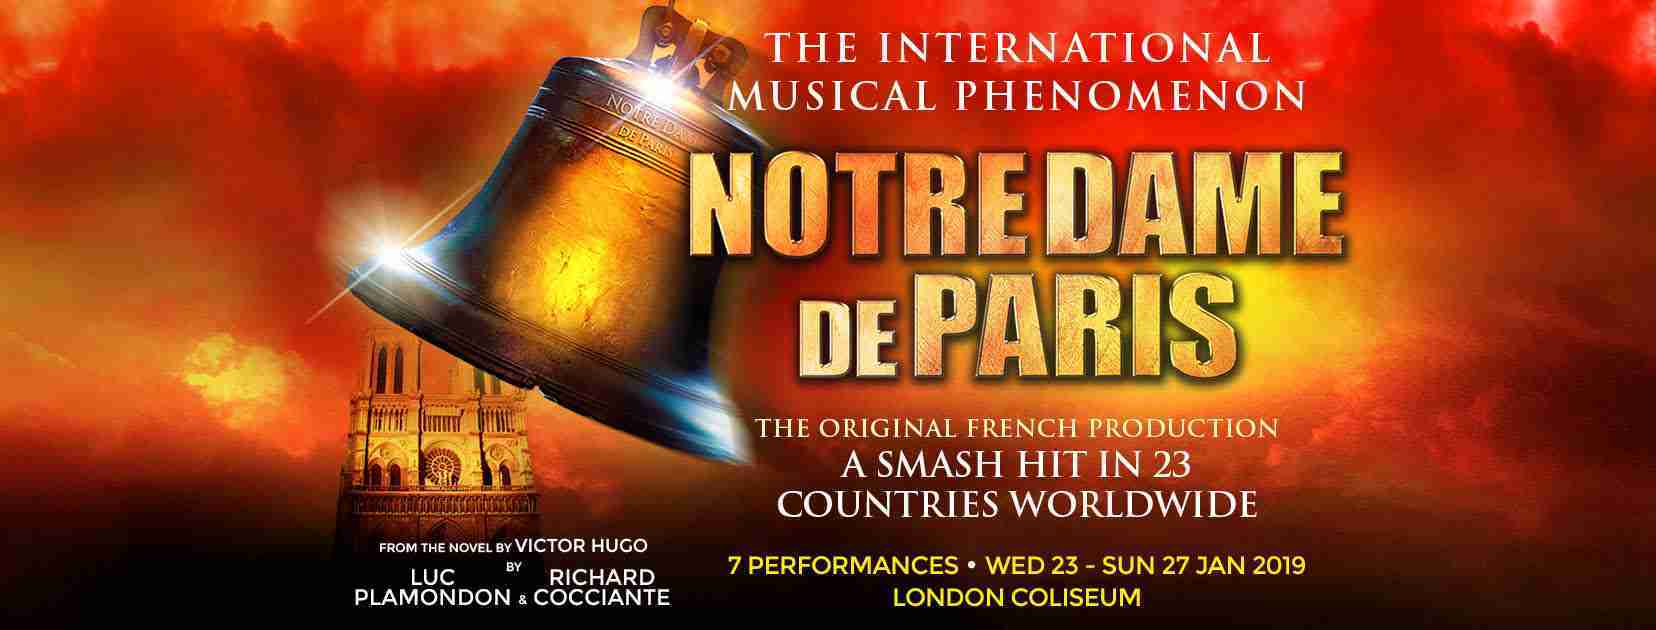 THE INTERNATIONAL
MUSICAL PHENOMENON
NOTRE DAME
DE PARIS
NOTRE DA
DE PARIS
THE ORIGINAL FRENCH PRODUCTION
A SMASH HIT IN 23
COUNTRIES WORLDWIDE
FROM THE NOVEL BY VICTOR HUGO
BY
LUC PLAMONDON & RICHARD COCCIANTE
7 PERFORMANCES • WED 23 - SUN 27 JAN 2019
LONDON COLISEUM